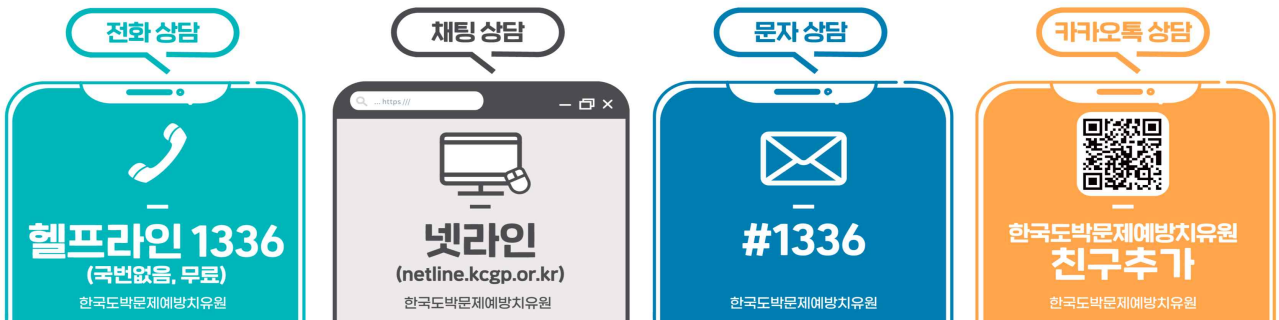 전화 상담
헬프라인 1336
(국번없음, 무료)
한국도박문제예방치유원
채팅 상담
... https ///
넷라인
(netline.kcgp.or.kr)
한국도박문제예방치유원
문자 상담
#1336
한국도박문제예방치유원
카카오톡 상담
한국도박문제예방치유원
친구추가
한국도박문제예방치유원